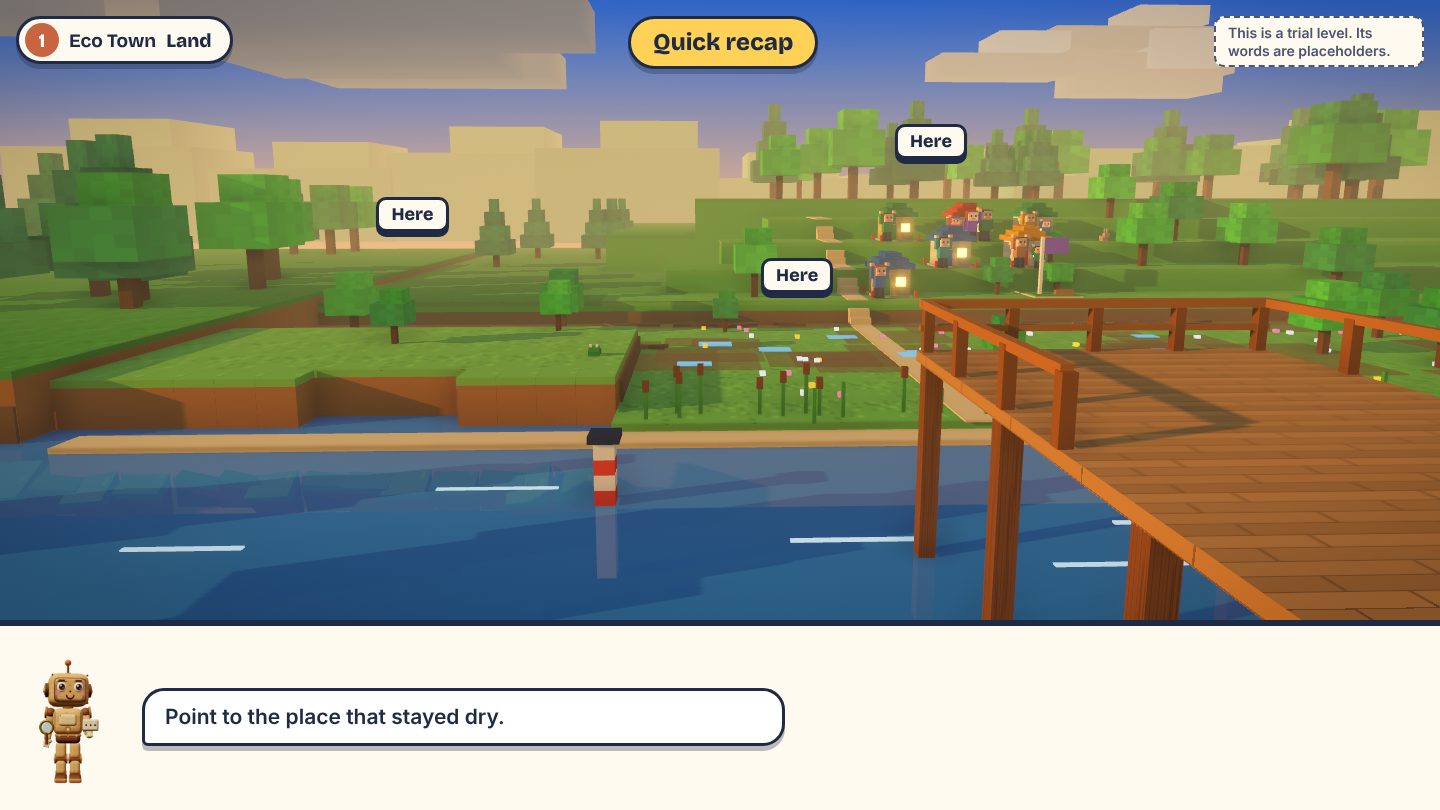 1 Eco Town Land
Quick recap
This is a trial level. Its
words are placeholders.
Here
Here
Here
Point to the place that stayed dry.